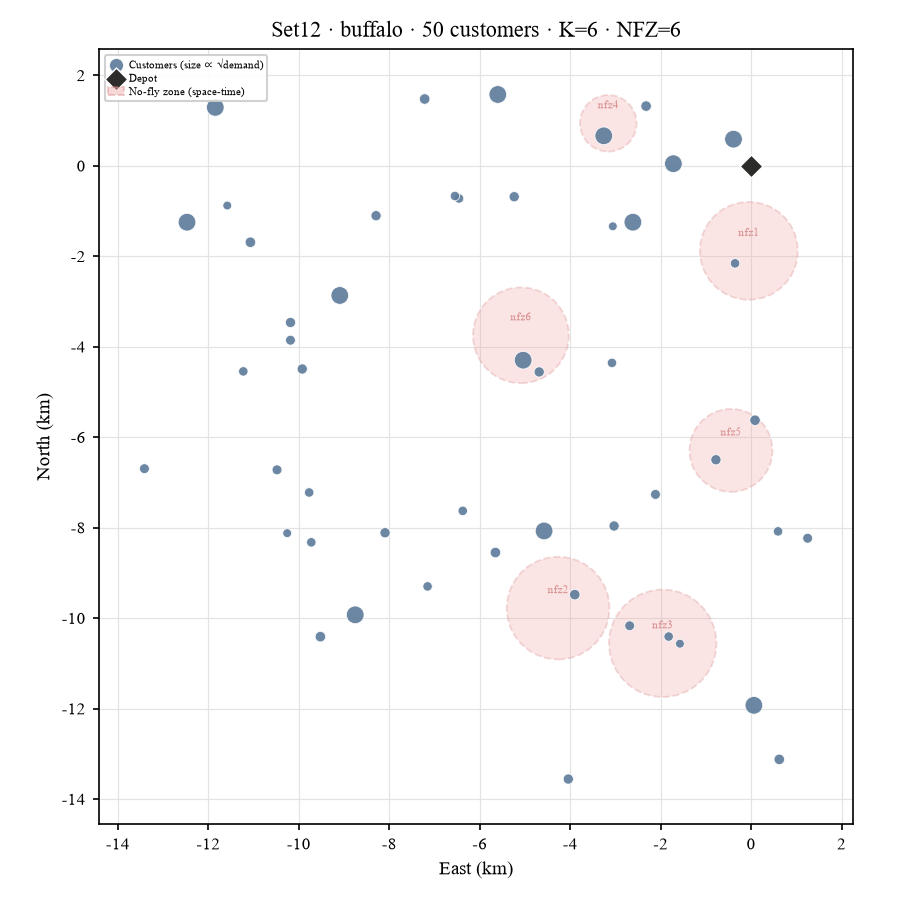 Set12 · buffalo · 50 customers · K=6 · NFZ=6
Customers (size ∝ √demand)
Depot
No-fly zone (space-time)
nfz4
nfz1
nfz6
nfz5
nfz2
nfz3
2
0
-2
-4
-6
-8
-10
-12
-14
North (km)
-14 -12 -10 -8 -6 -4 -2 0 2
East (km)